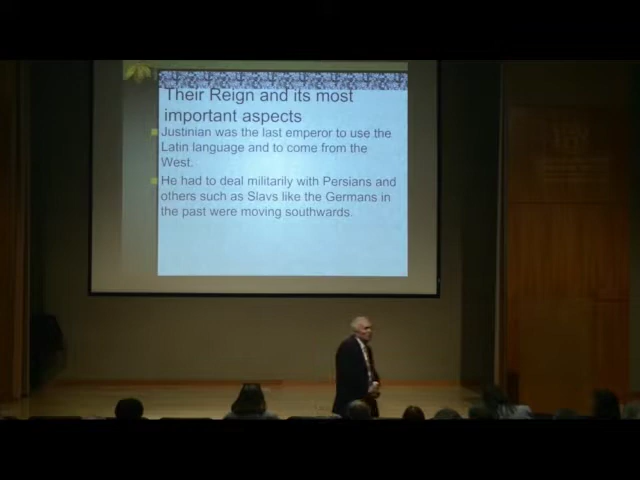 Their Reign and its most
important aspects
Justinian was the last emperor to use the
Latin language and to come from the
West.
He had to deal militarily with Persians and
others such as Slavs like the Germans in
the past were moving southwards.